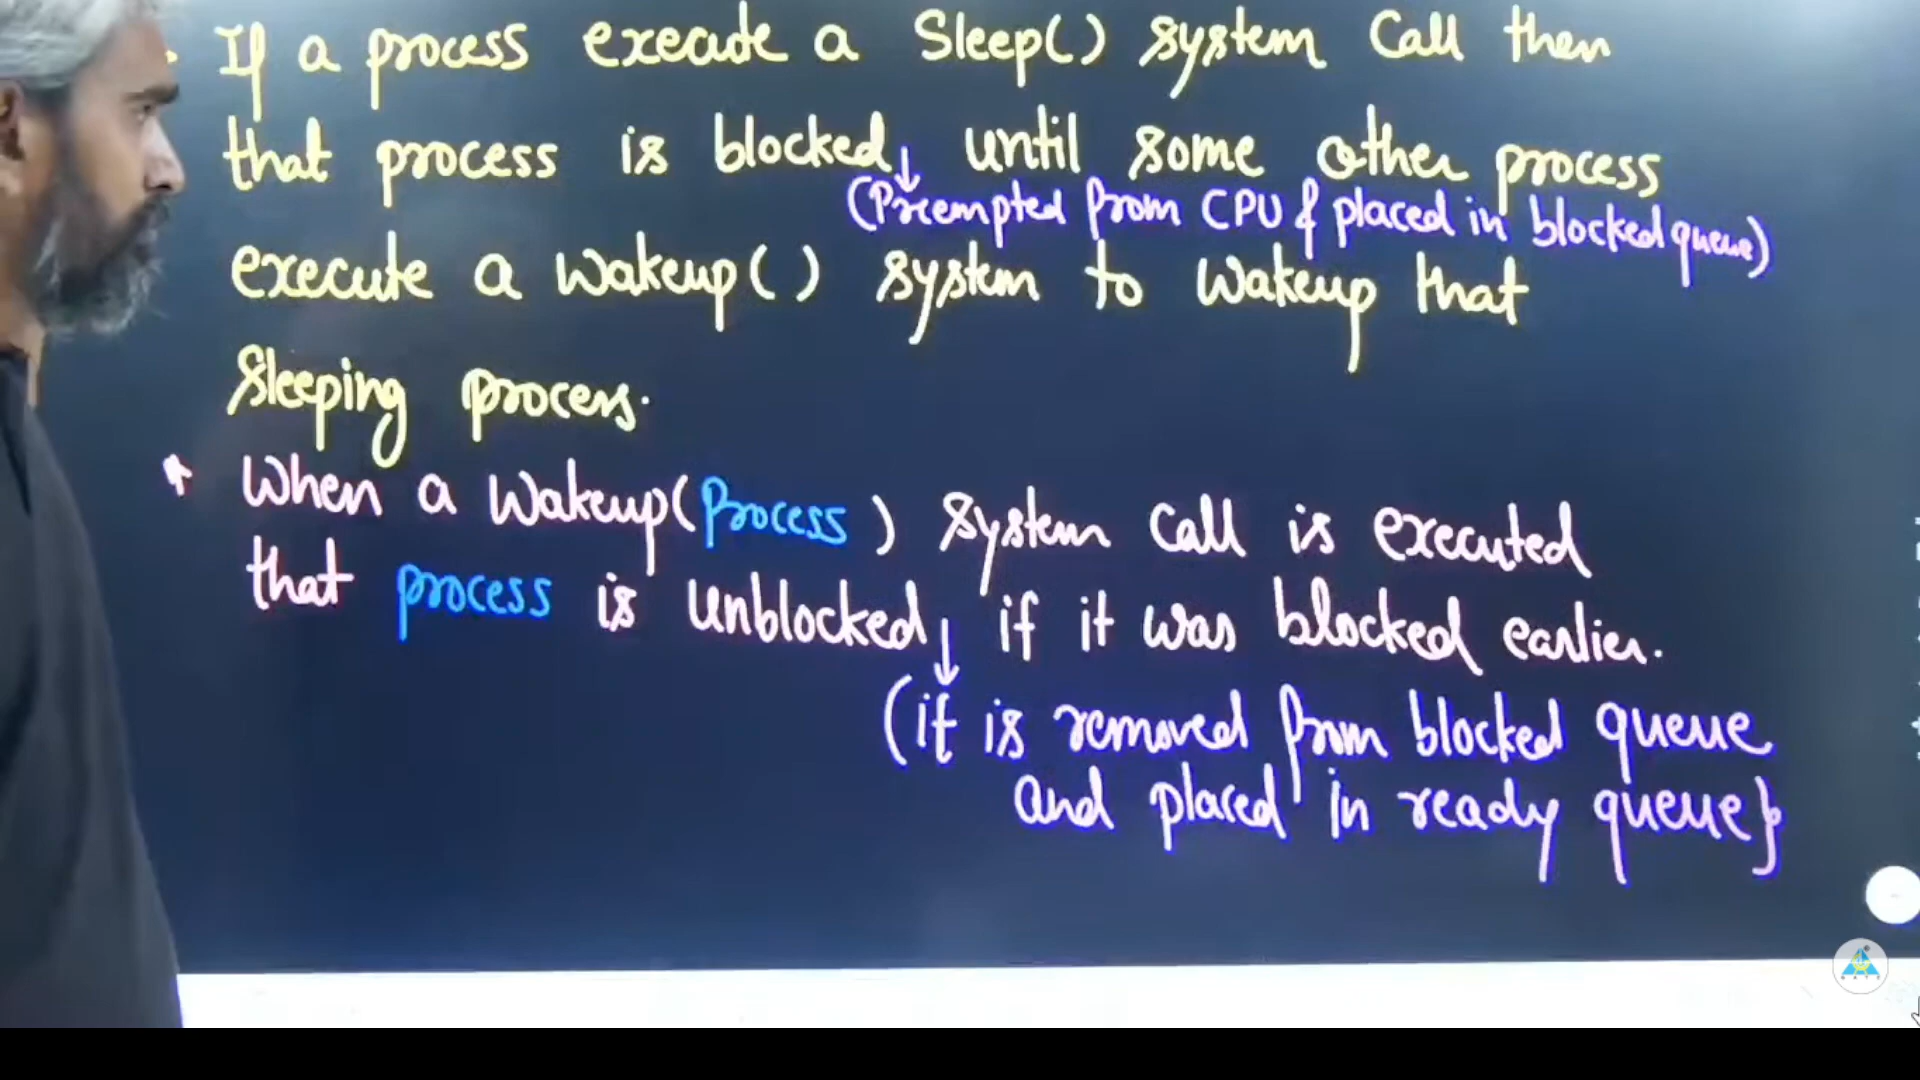 If a process execute a Sleep() system Call then
that process is blocked until some other process
(Preempted from CPU & placed in blocked queue)
execute a Wakeup() system to Wakeup that
Sleeping process.
* When a Wakeup(Process) system Call is executed
that process is Unblocked if it was blocked earlier.
(it is removed from blocked queue
and placed in ready queue}